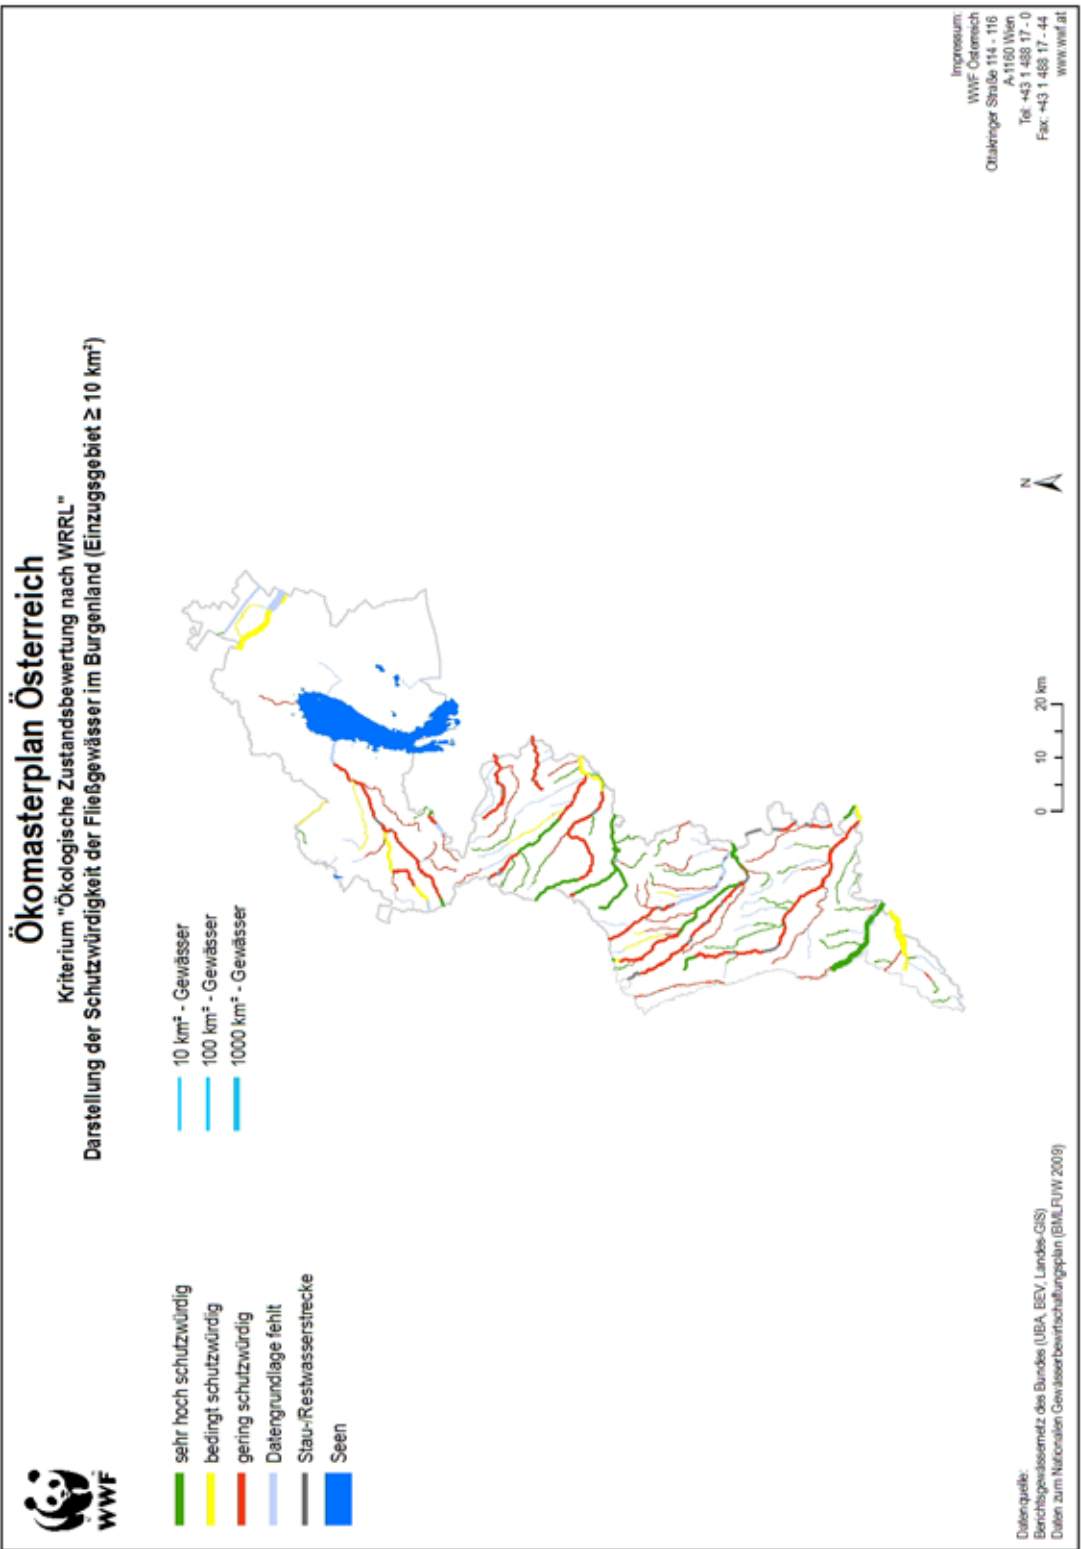 Ökomasterplan Österreich
Kriterium "Ökologische Zustandsbewertung nach WRRL"
Darstellung der Schutzwürdigkeit der Fließgewässer im Burgenland (Einzugsgebiet ≥ 10 km²)
WWF
sehr hoch schutzwürdig
bedingt schutzwürdig
gering schutzwürdig
Datengrundlage fehlt
Stau-/Restwasserstrecke
Seen
10 km² - Gewässer
100 km² - Gewässer
1000 km² - Gewässer
0 10 20 km
N
Datenquelle:
Berichtsgewässernetz des Bundes (UBA, BEV, Landes-GIS)
Daten zum Nationalen Gewässerbewirtschaftungsplan (BMLFUW 2009)
Impressum:
WWF Österreich
Ottakringer Straße 114 - 116
A-1160 Wien
Tel: +43 1 488 17 - 0
Fax: +43 1 488 17 - 44
www.wwf.at